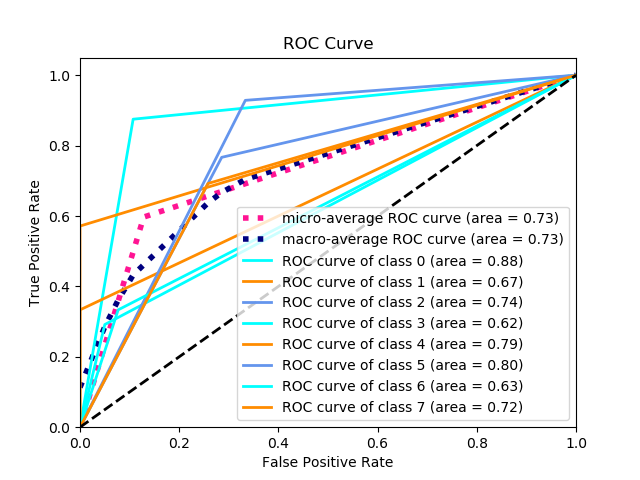 ROC Curve
True Positive Rate
1.0
0.8
0.6
0.4
0.2
0.0
micro-average ROC curve (area = 0.73)
macro-average ROC curve (area = 0.73)
ROC curve of class 0 (area = 0.88)
ROC curve of class 1 (area = 0.67)
ROC curve of class 2 (area = 0.74)
ROC curve of class 3 (area = 0.62)
ROC curve of class 4 (area = 0.79)
ROC curve of class 5 (area = 0.80)
ROC curve of class 6 (area = 0.63)
ROC curve of class 7 (area = 0.72)
0.0 0.2 0.4 0.6 0.8 1.0
False Positive Rate